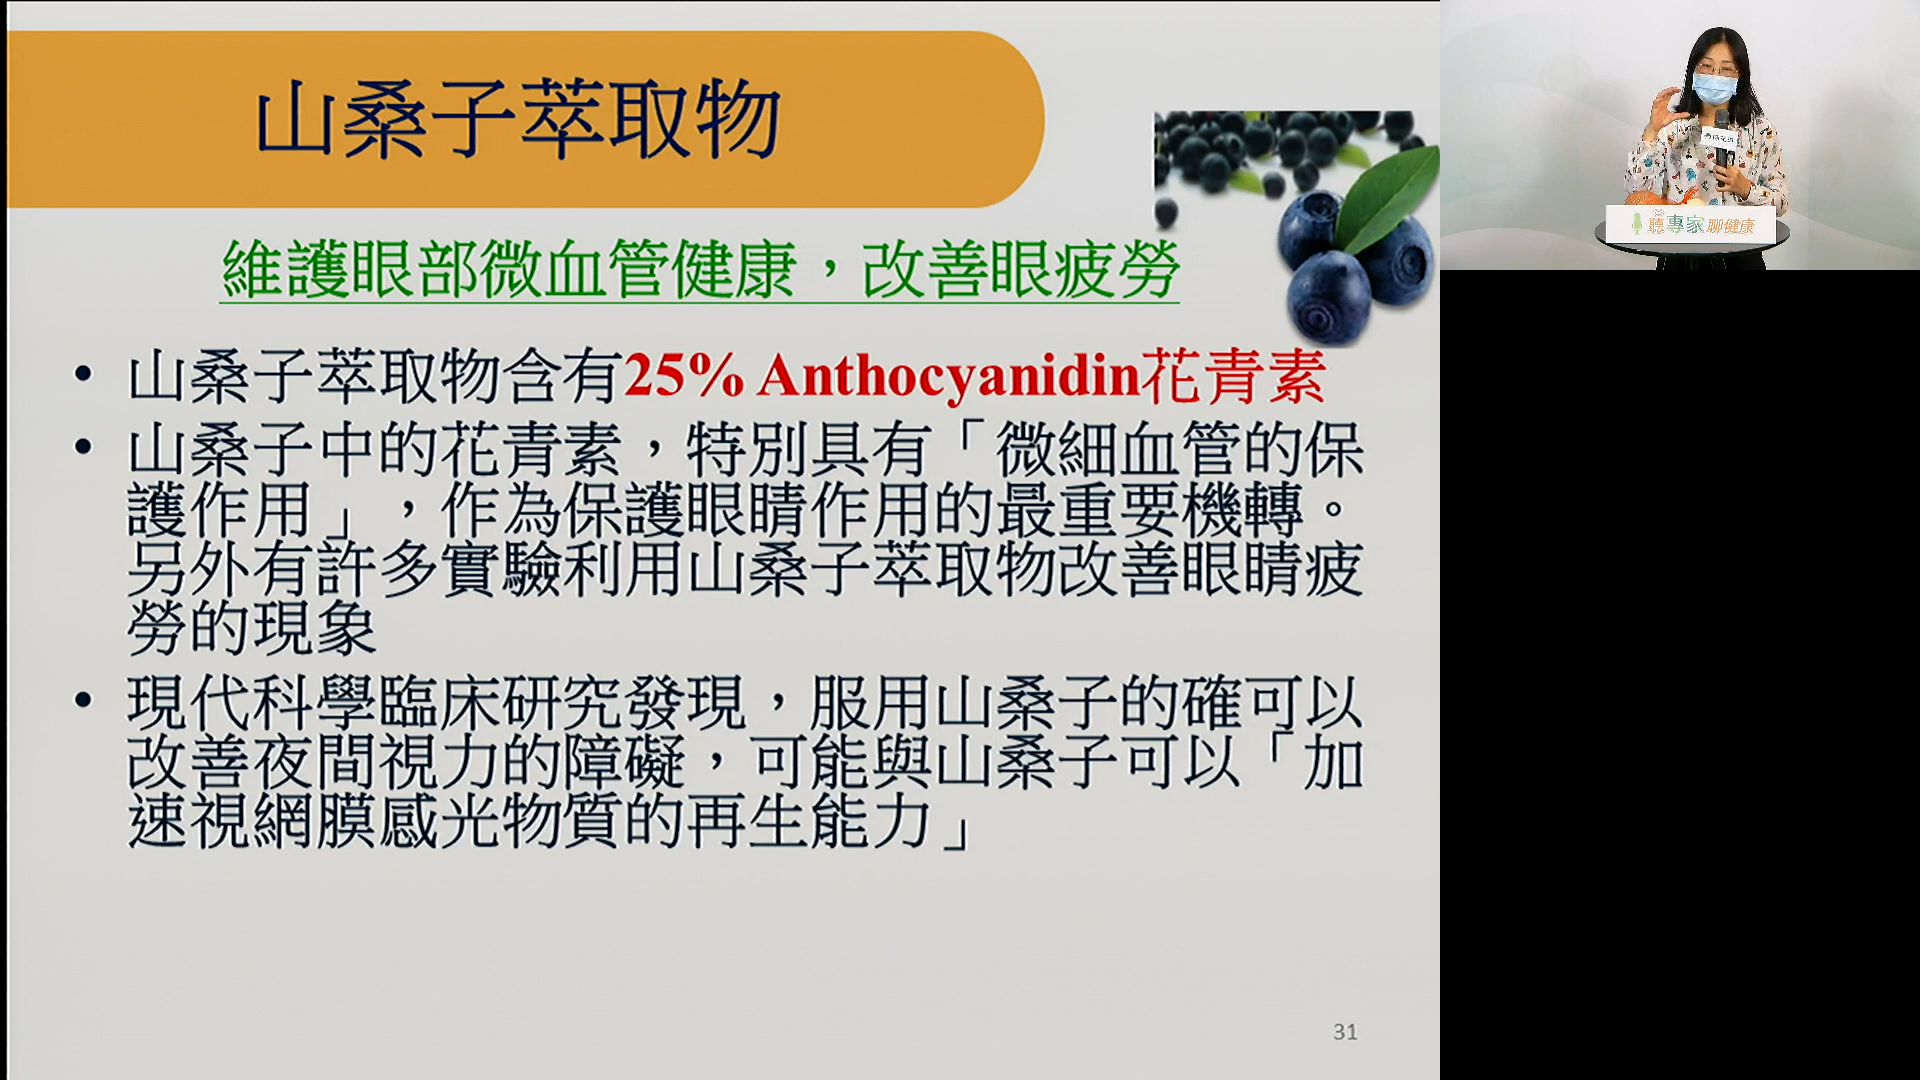 山桑子萃取物
維護眼部微血管健康，改善眼疲勞
• 山桑子萃取物含有25% Anthocyanidin花青素
• 山桑子中的花青素，特別具有「微細血管的保
護作用」，作為保護眼睛作用的最重要機轉。
另外有許多實驗利用山桑子萃取物改善眼睛疲
勞的現象
• 現代科學臨床研究發現，服用山桑子的確可以
改善夜間視力的障礙，可能與山桑子可以「加
速視網膜感光物質的再生能力」
31
聽專家聊健康